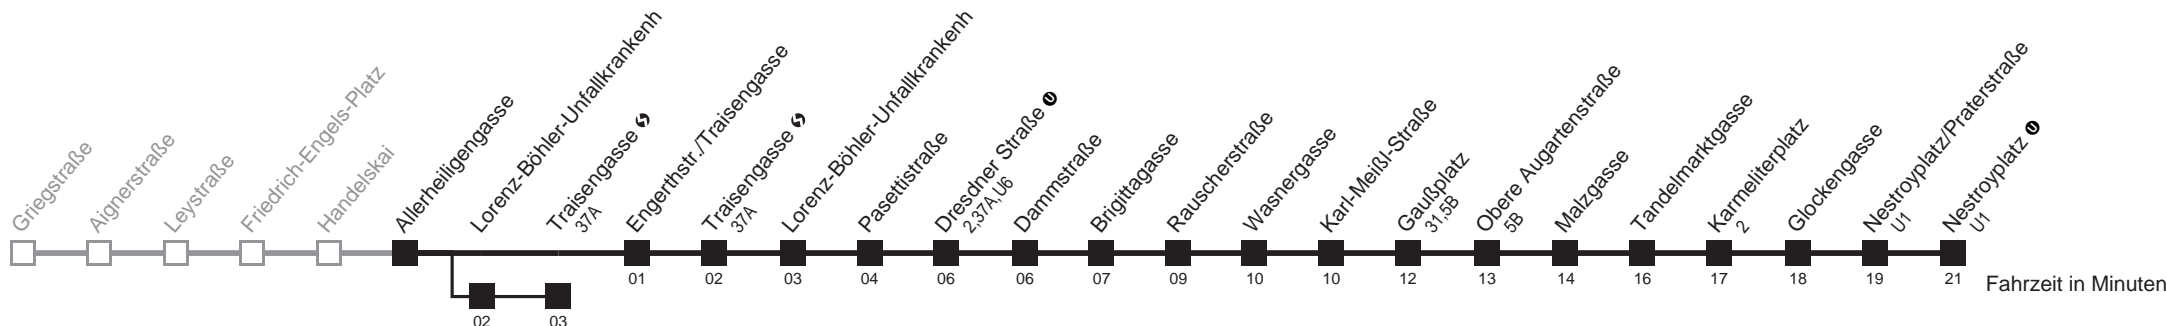 Griegstraße
Aignerstraße
Leystraße
Friedrich-Engels-Platz
Handelskai
Allerheiligengasse
Lorenz-Böhler-Unfallkrankenh
Traisengasse
37A
Engerthstr./Traisengasse
Traisengasse
37A
Lorenz-Böhler-Unfallkrankenh
Pasettistraße
Dresdner Straße U
2,37A,U6
Dammstraße
Brigittagasse
Rauscherstraße
Wasnergasse
Karl-Meißl-Straße
Gaußplatz
31,5B
Obere Augartenstraße
5B
Malzgasse
Tandelmarktgasse
Karmeliterplatz
2
Glockengasse
Nestroyplatz/Praterstraße
U1
Nestroyplatz U
U1
01 02 03 04 06 06 07 09 10 10 12 13 14 16 17 18 19 21
Fahrzeit in Minuten
02 03